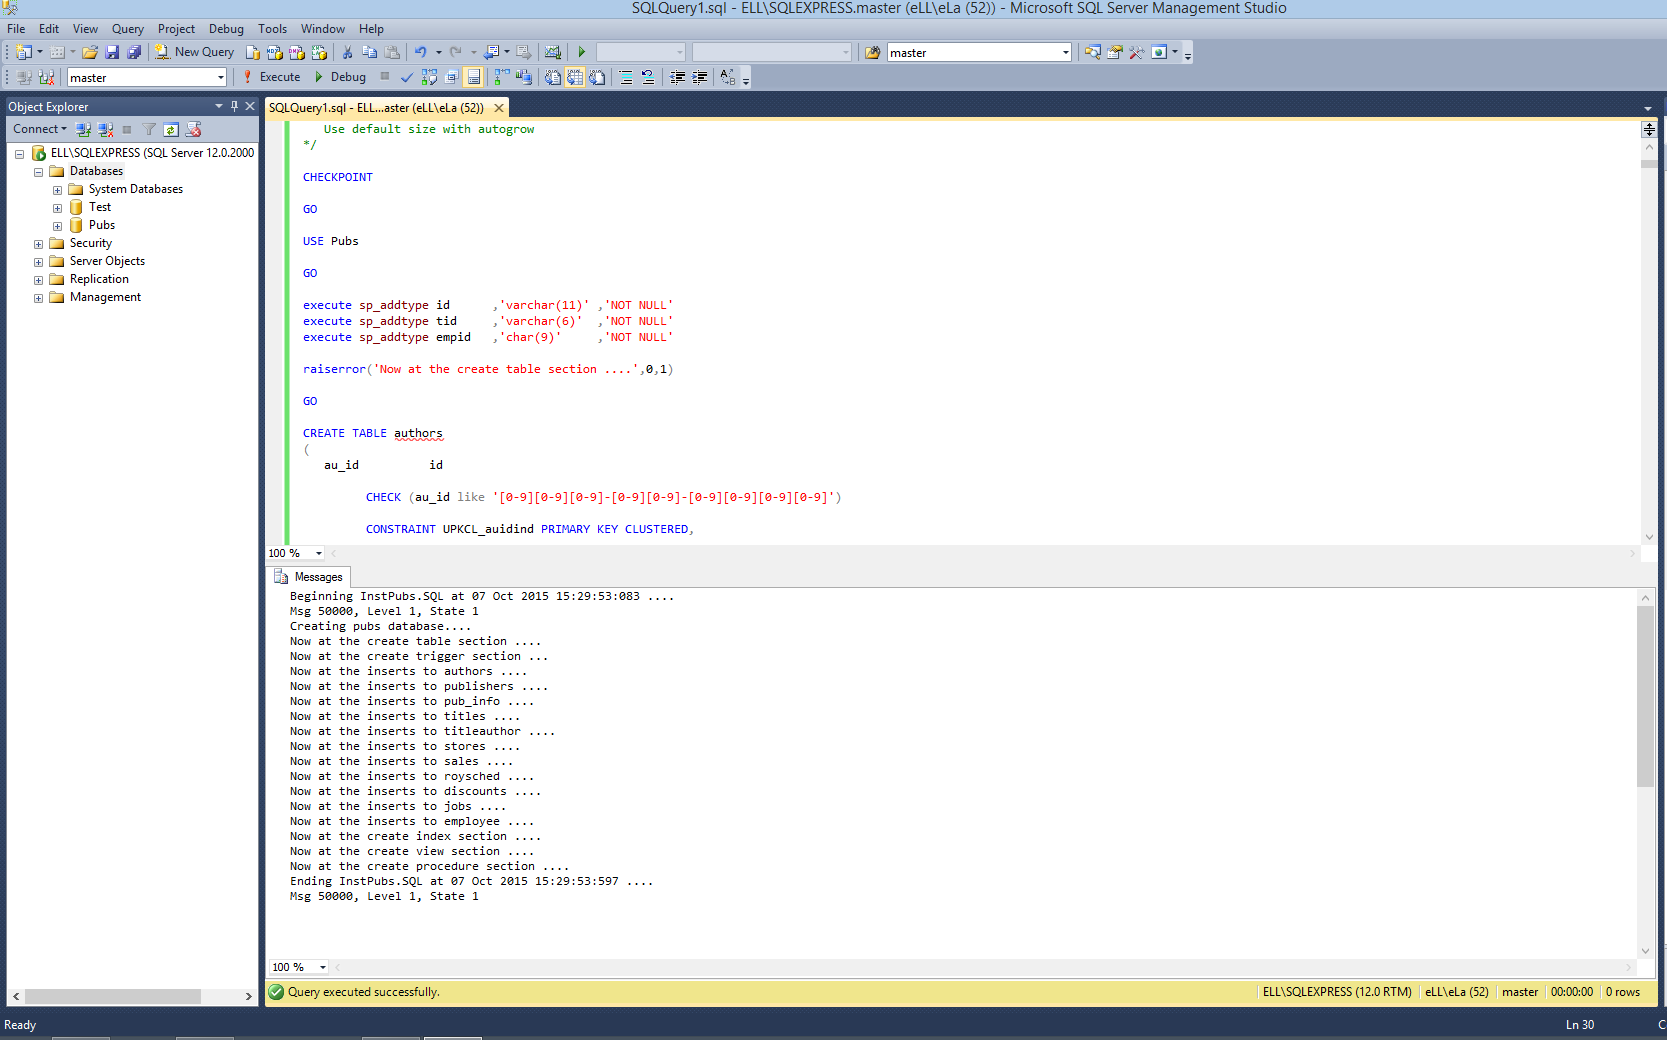 SQLQuery1.sql - ELL\SQLEXPRESS.master (eLL\eLa (52)) - Microsoft SQL Server Management Studio
File Edit View Query Project Debug Tools Window Help
New Query master
master Execute Debug
Object Explorer
Connect
ELL\SQLEXPRESS (SQL Server 12.0.2000
Databases
System Databases
Test
Pubs
Security
Server Objects
Replication
Management
SQLQuery1.sql - ELL...aster (eLL\eLa (52))
Use default size with autogrow
*/
CHECKPOINT
GO
USE Pubs
GO
execute sp_addtype id ,'varchar(11)' ,'NOT NULL'
execute sp_addtype tid ,'varchar(6)' ,'NOT NULL'
execute sp_addtype empid ,'char(9)' ,'NOT NULL'
raiserror('Now at the create table section ....',0,1)
GO
CREATE TABLE authors
(
au_id id
CHECK (au_id like '[0-9][0-9][0-9]-[0-9][0-9]-[0-9][0-9][0-9][0-9]')
CONSTRAINT UPKCL_auidind PRIMARY KEY CLUSTERED,
100 %
Messages
Beginning InstPubs.SQL at 07 Oct 2015 15:29:53:083 ....
Msg 50000, Level 1, State 1
Creating pubs database....
Now at the create table section ....
Now at the create trigger section ...
Now at the inserts to authors ....
Now at the inserts to publishers ....
Now at the inserts to pub_info ....
Now at the inserts to titles ....
Now at the inserts to titleauthor ....
Now at the inserts to stores ....
Now at the inserts to sales ....
Now at the inserts to roysched ....
Now at the inserts to discounts ....
Now at the inserts to jobs ....
Now at the inserts to employee ....
Now at the create index section ....
Now at the create view section ....
Now at the create procedure section ....
Ending InstPubs.SQL at 07 Oct 2015 15:29:53:597 ....
Msg 50000, Level 1, State 1
100 %
Query executed successfully. ELL\SQLEXPRESS (12.0 RTM) eLL\eLa (52) master 00:00:00 0 rows
Ready Ln 30 C